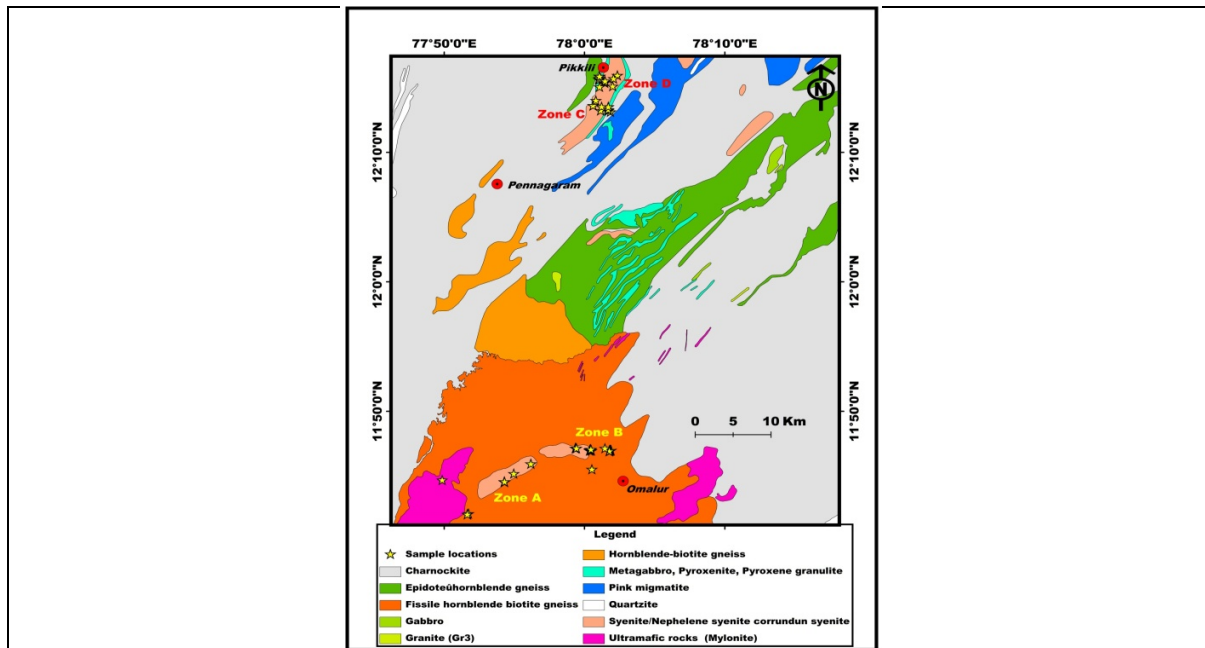 77°50'0"E 78°0'0"E 78°10'0"E
Pikkili
Zone D
N
Zone C
12°10'0"N 12°10'0"N
Pennagaram
12°0'0"N 12°0'0"N
11°50'0"N 11°50'0"N
0 5 10 Km
Zone B
Omalur
Zone A
Legend
Sample locations Hornblende-biotite gneiss
Charnockite Metagabbro, Pyroxenite, Pyroxene granulite
Epidoteûhornblende gneiss Pink migmatite
Fissile hornblende biotite gneiss Quartzite
Gabbro Syenite/Nephelene syenite corrundun syenite
Granite (Gr3) Ultramafic rocks (Mylonite)